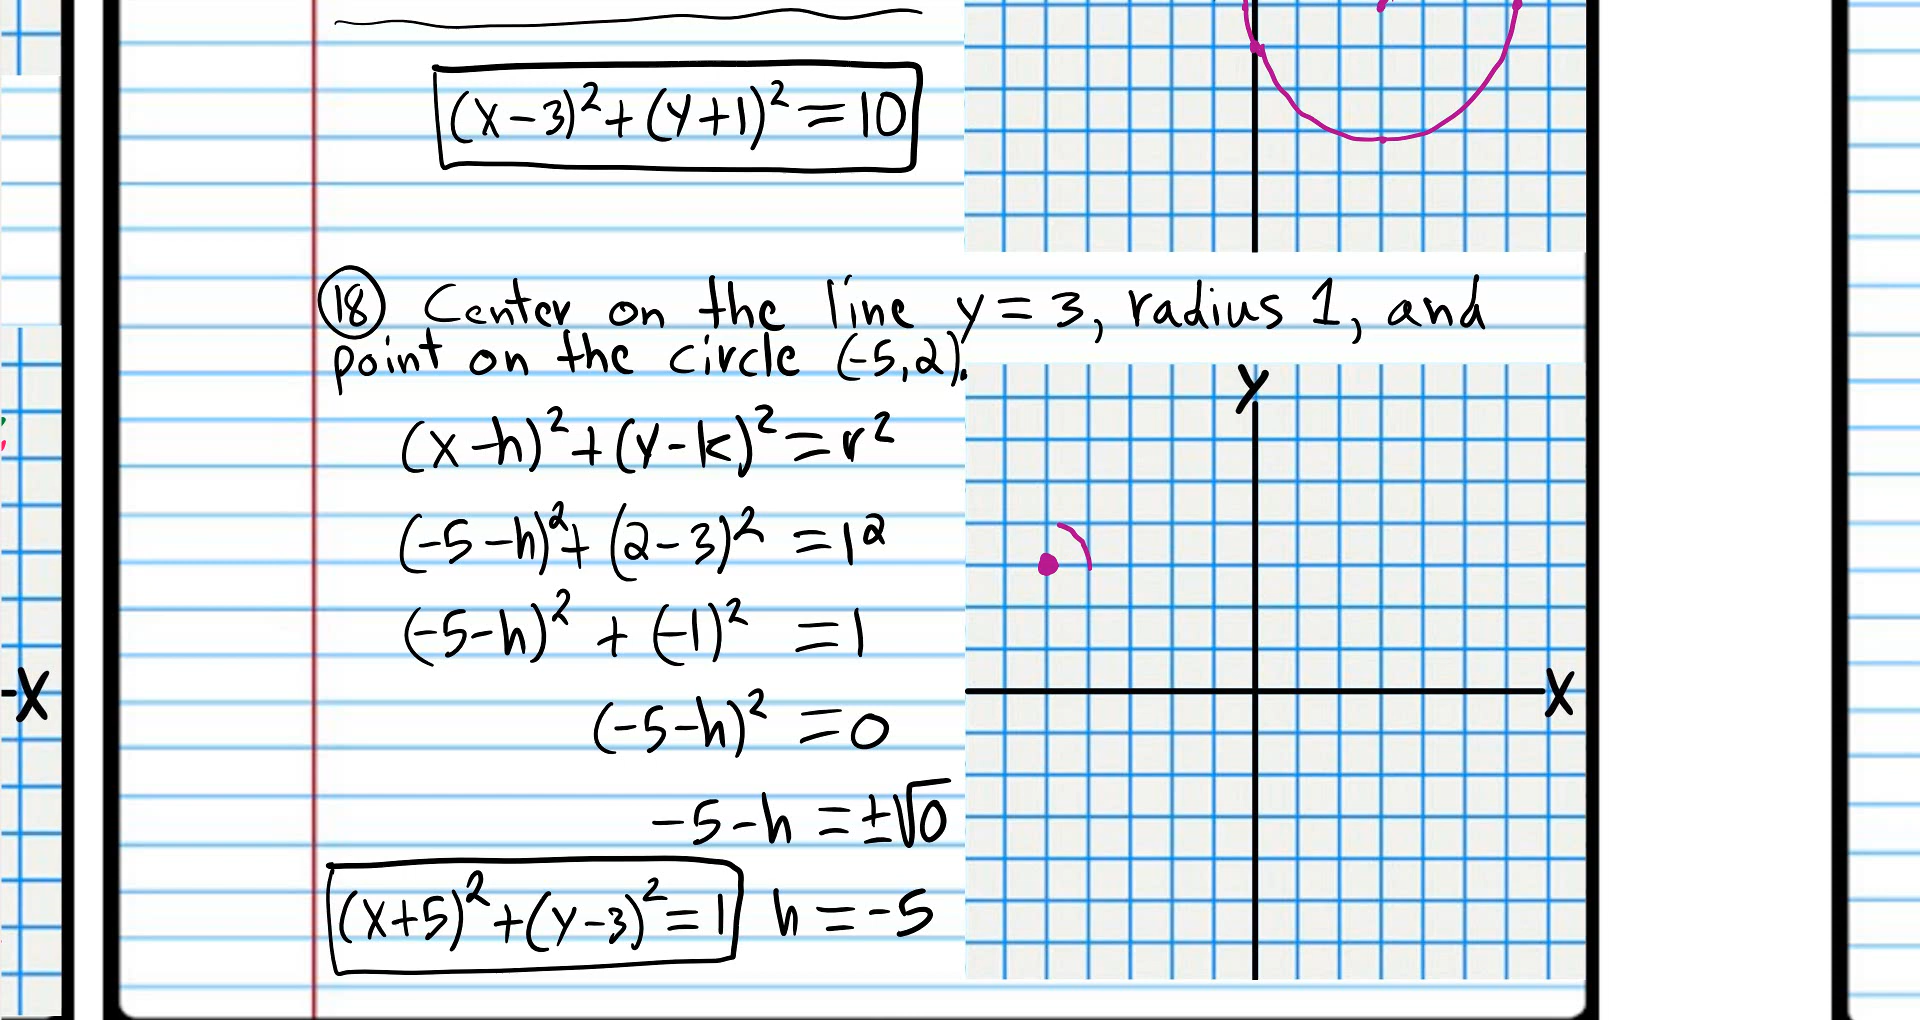 (x-3)²+(y+1)²=10
⑱ Center on the line y=3, radius 1, and
point on the circle (-5,2).
(x-h)²+(y-k)²=r²
(-5-h)²+(2-3)²=1²
(-5-h)²+(-1)²=1
(-5-h)²=0
-5-h=±√0
(x+5)²+(y-3)²=1 h=-5
Y
X
-X